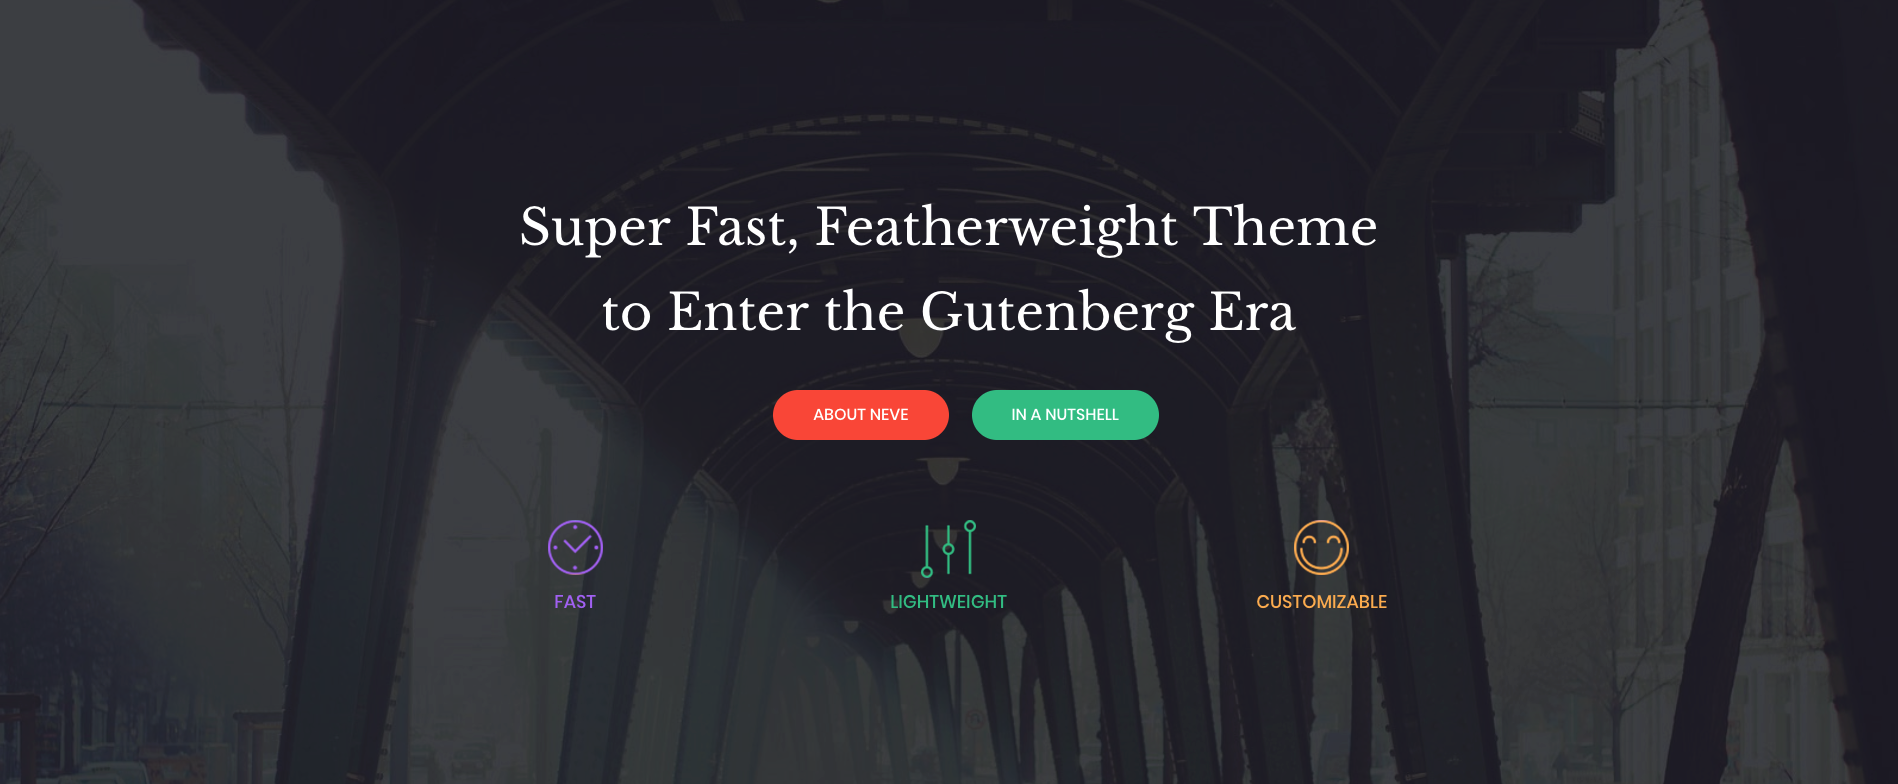 Super Fast, Featherweight Theme
to Enter the Gutenberg Era
ABOUT NEVE
IN A NUTSHELL
FAST
LIGHTWEIGHT
CUSTOMIZABLE